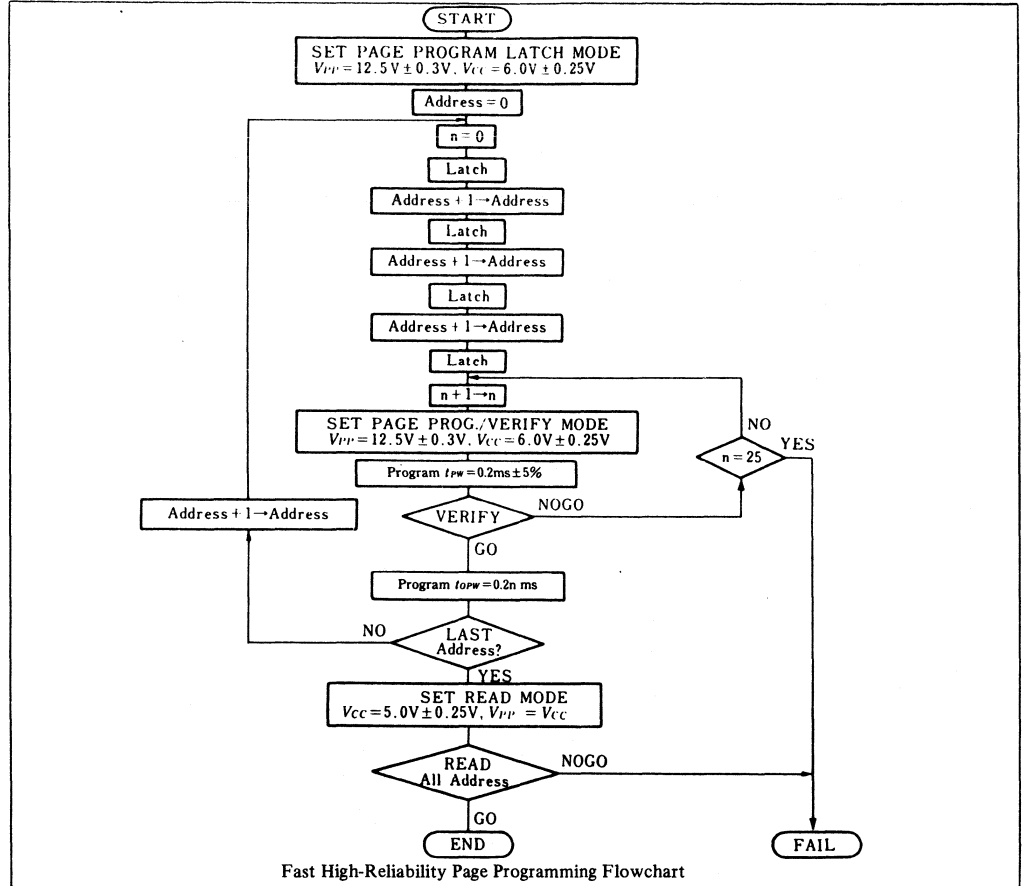 START
SET PAGE PROGRAM LATCH MODE
VPP = 12.5V ± 0.3V, VCC = 6.0V ± 0.25V
Address = 0
n = 0
Latch
Address + 1→Address
Latch
Address + 1→Address
Latch
Address + 1→Address
Latch
n + 1→n
SET PAGE PROG./VERIFY MODE
VPP = 12.5V ± 0.3V, VCC = 6.0V ± 0.25V
NO
YES
n = 25
Program tPW = 0.2ms ± 5%
Address + 1→Address
VERIFY
NOGO
GO
Program tOPW = 0.2n ms
NO
LAST
Address?
YES
SET READ MODE
VCC = 5.0V ± 0.25V, VPP = VCC
READ
All Address
NOGO
GO
END
FAIL
Fast High-Reliability Page Programming Flowchart